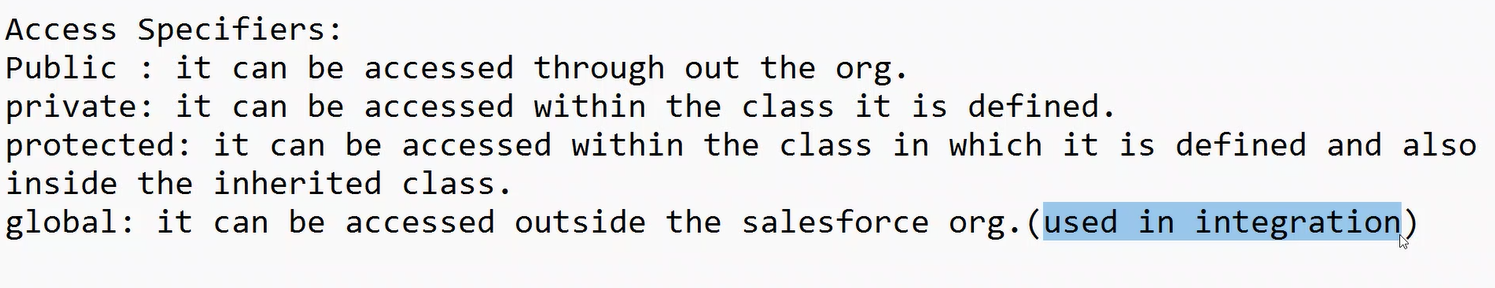 Access Specifiers:
Public : it can be accessed through out the org.
private: it can be accessed within the class it is defined.
protected: it can be accessed within the class in which it is defined and also
inside the inherited class.
global: it can be accessed outside the salesforce org.(used in integration)